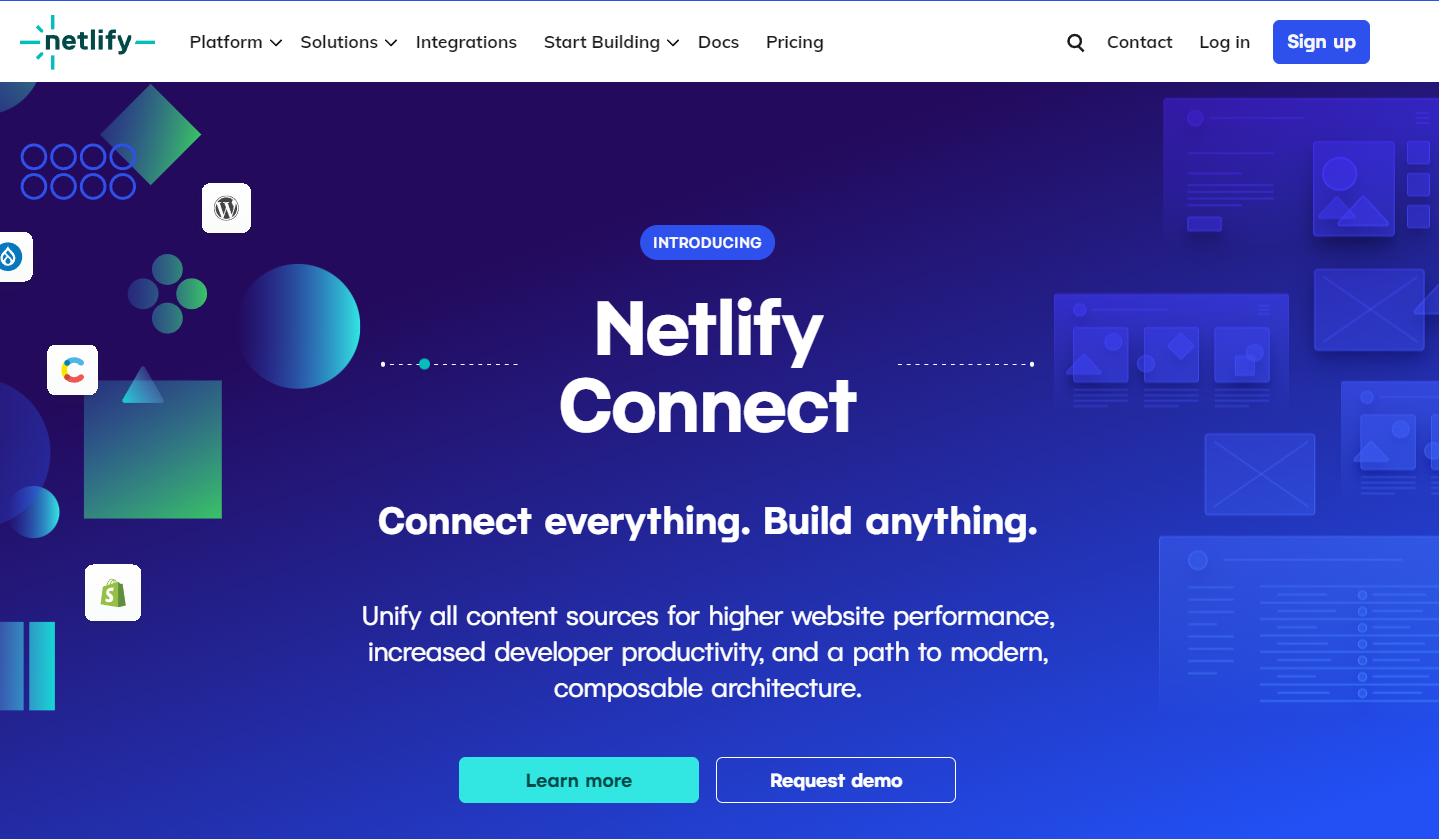 netlify
Platform Solutions Integrations Start Building Docs Pricing Contact Log in Sign up
INTRODUCING
Netlify
Connect
Connect everything. Build anything.
Unify all content sources for higher website performance,
increased developer productivity, and a path to modern,
composable architecture.
Learn more Request demo